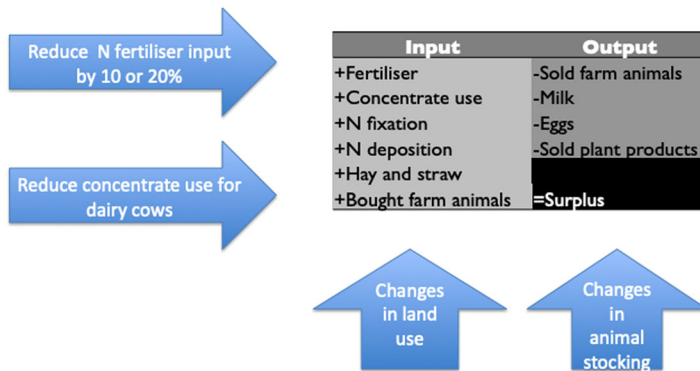 Reduce N fertiliser input
by 10 or 20%
Reduce concentrate use for
dairy cows
Input Output
+Fertiliser -Sold farm animals
+Concentrate use -Milk
+N fixation -Eggs
+N deposition -Sold plant products
+Hay and straw
+Bought farm animals =Surplus
Changes
in land
use
Changes
in
animal
stocking